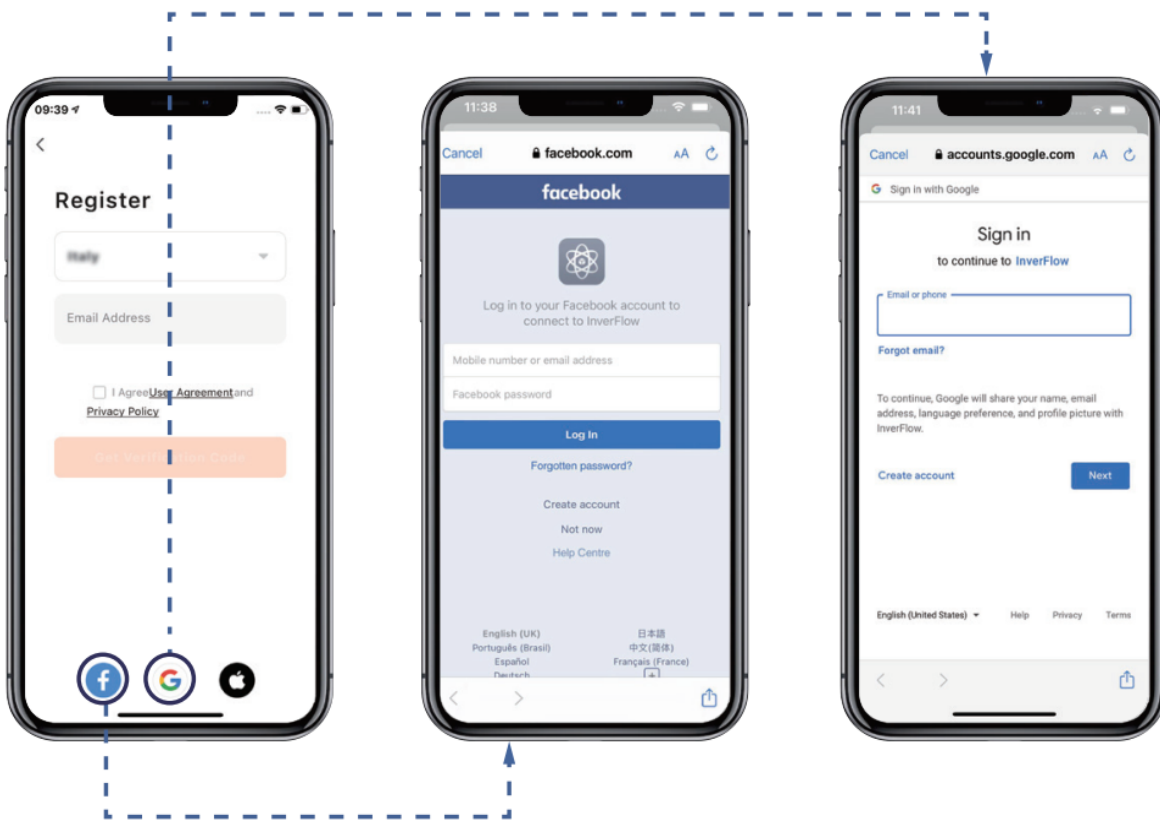 09:39
Register
Italy
Email Address
I Agree User Agreement and
Privacy Policy
Get Verification Code
11:38
Cancel
facebook.com
AA
facebook
Log in to your Facebook account to
connect to InverFlow
Mobile number or email address
Facebook password
Log In
Forgotten password?
Create account
Not now
Help Centre
English (UK)
日本語
Português (Brasil)
中文(简体)
Español
Français (France)
Deutsch
11:41
Cancel
accounts.google.com
AA
Sign in with Google
Sign in
to continue to InverFlow
Email or phone
Forgot email?
To continue, Google will share your name, email
address, language preference, and profile picture with
InverFlow.
Create account
Next
English (United States)
Help
Privacy
Terms